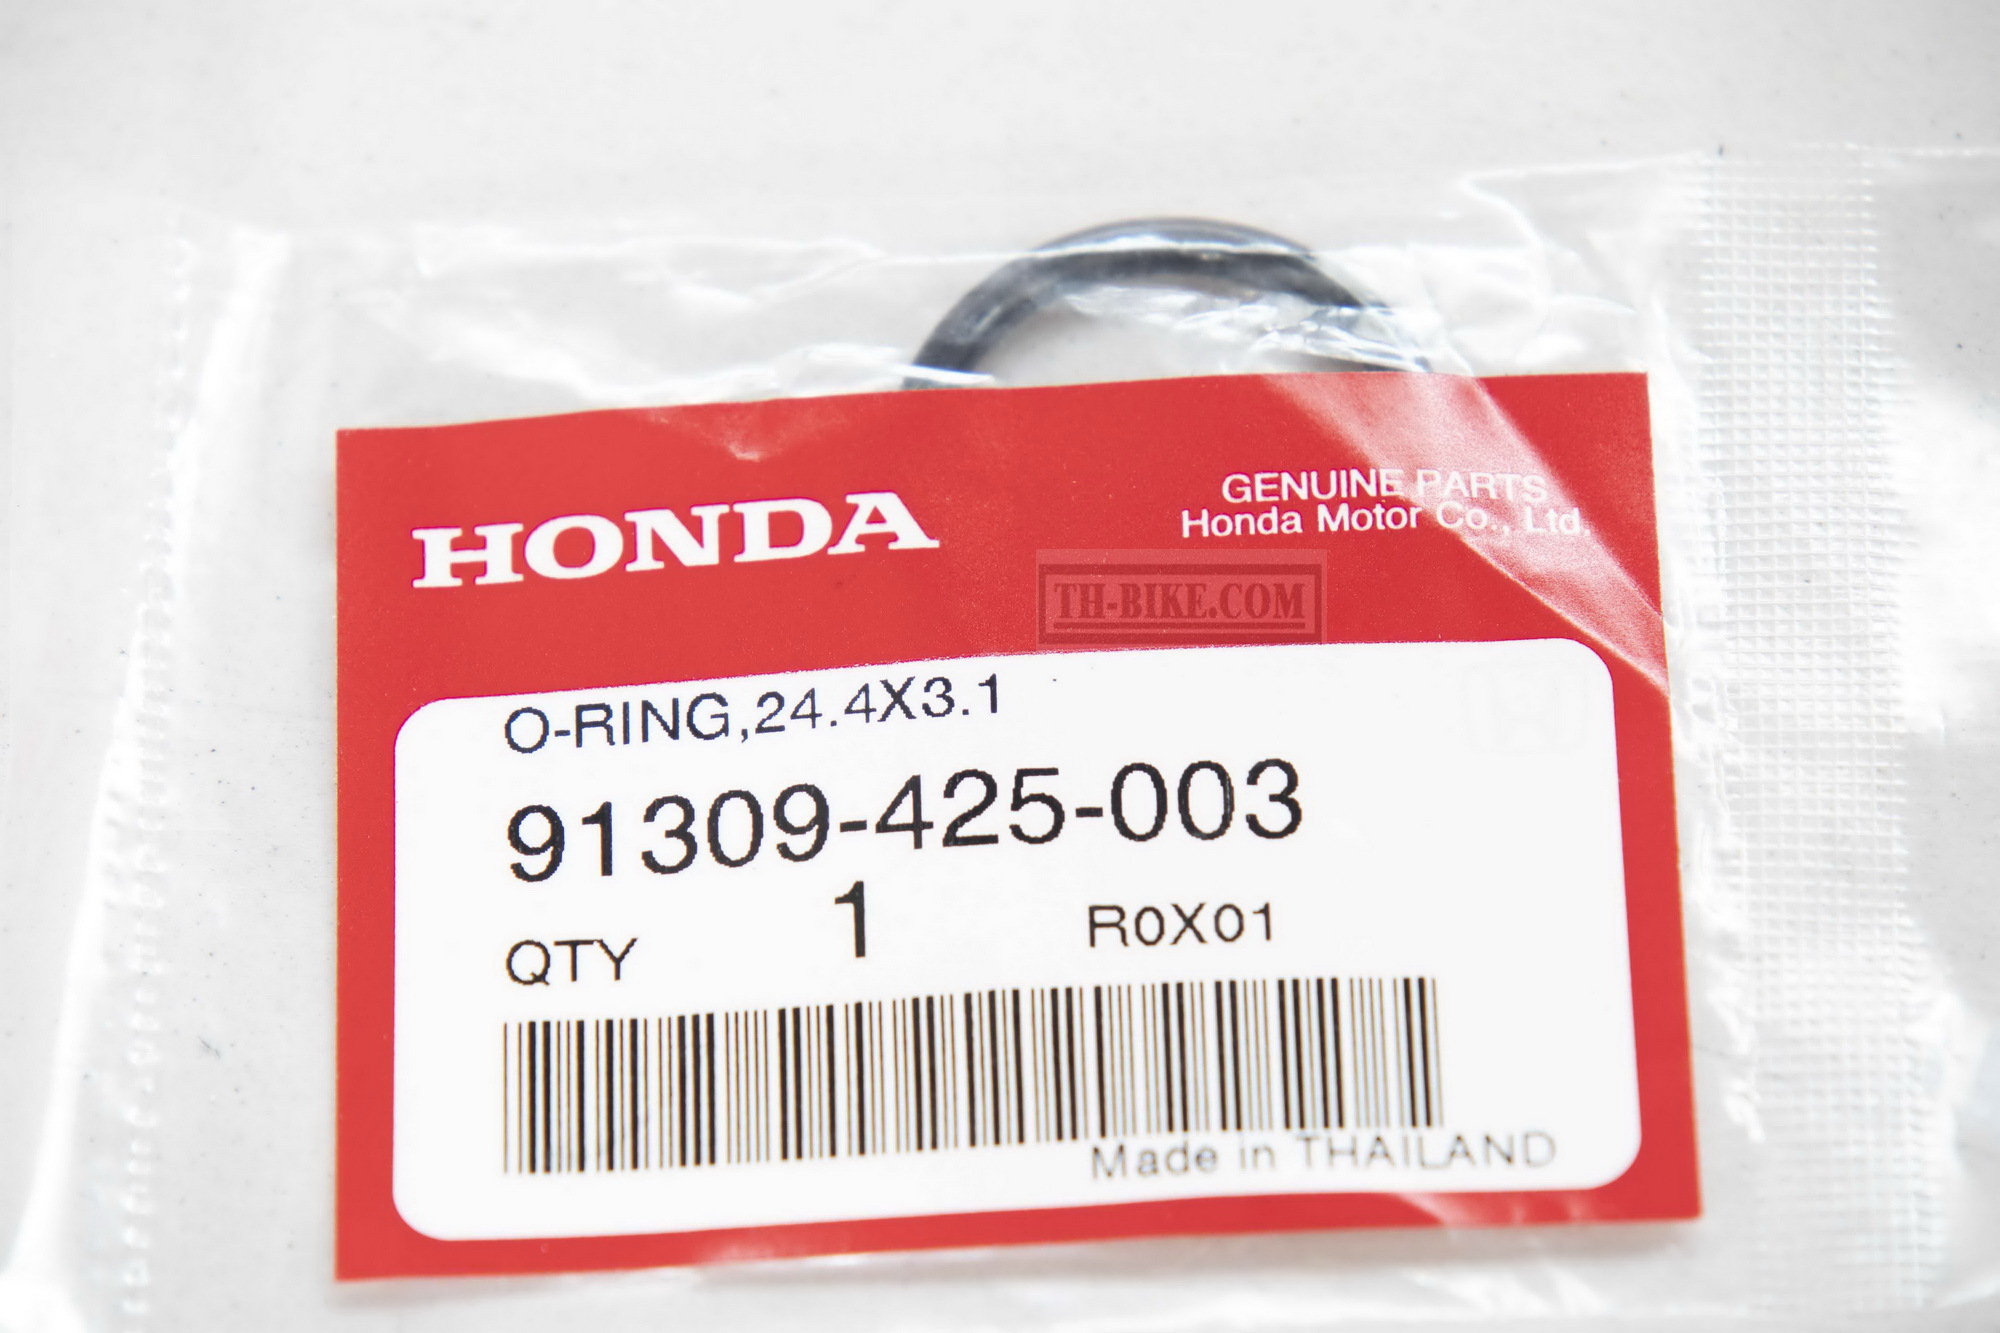 HONDA
GENUINE PARTS
Honda Motor Co., Ltd.
TH-BIKE.COM
O-RING,24.4X3.1
91309-425-003
QTY 1 R0X01
Made in THAILAND